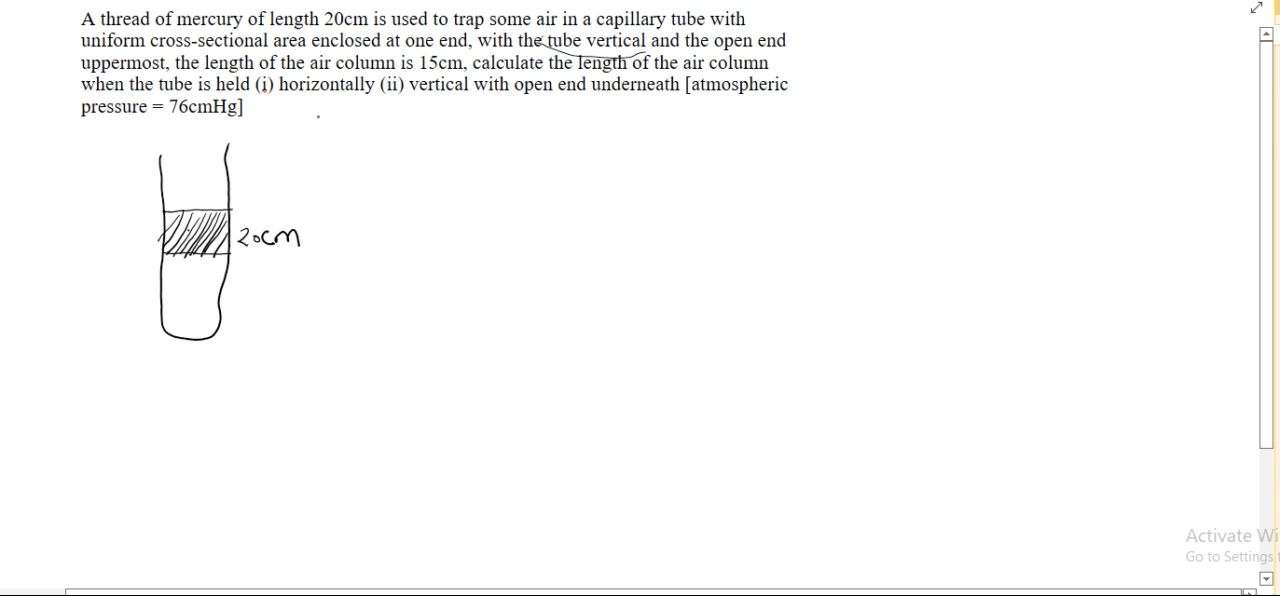 A thread of mercury of length 20cm is used to trap some air in a capillary tube with
uniform cross-sectional area enclosed at one end, with the tube vertical and the open end
uppermost, the length of the air column is 15cm, calculate the length of the air column
when the tube is held (i) horizontally (ii) vertical with open end underneath [atmospheric
pressure = 76cmHg]
20cm
Activate Wi
Go to Settings t